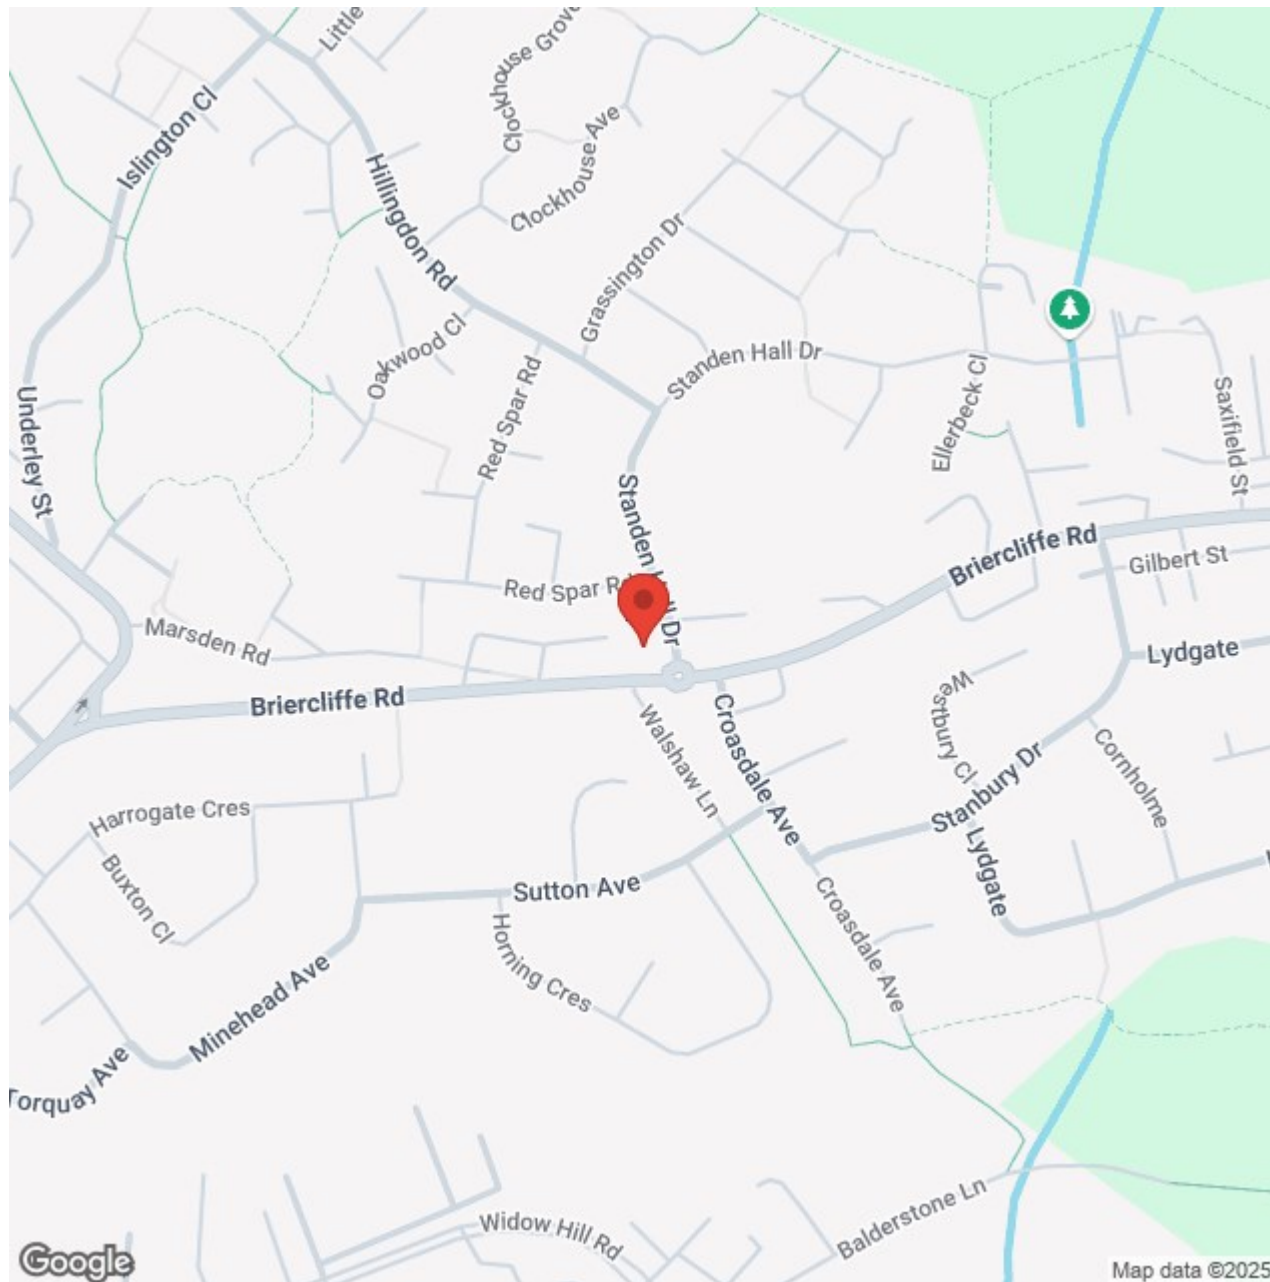 Little
Clockhouse Grove
Islington Cl
Clockhouse Ave
Hillingdon Rd
Grassington Dr
Oakwood Cl
Standen Hall Dr
Red Spar Rd
Ellerbeck Cl
Saxifield St
Underley St
Standen Hall Dr
Briercliffe Rd
Gilbert St
Red Spar Rd
Marsden Rd
Lydgate
Briercliffe Rd
Westbury Cl
Walshaw Ln
Croasdale Ave
Stanbury Dr
Cornholme
Harrogate Cres
Lydgate
Buxton Cl
Sutton Ave
Croasdale Ave
Horning Cres
Minehead Ave
Torquay Ave
Balderstone Ln
Widow Hill Rd
Google
Map data ©2025